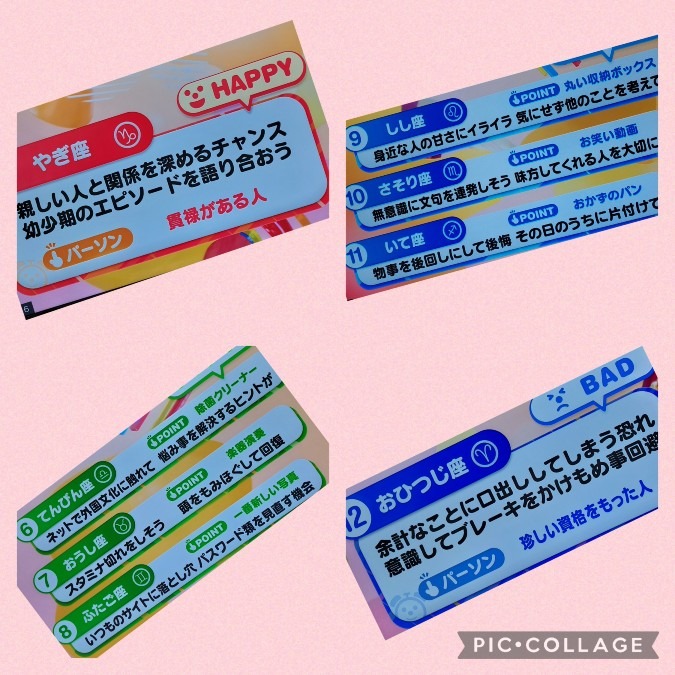 HAPPY
やぎ座
親しい人と関係を深めるチャンス
幼少期のエピソードを語り合おう
パーソン 貫禄がある人
6
9 しし座 POINT 丸い収納ボックス
身近な人の甘さにイライラ 気にせず他のことを考えて
10 さそり座 POINT お笑い動画
無意識に文句を連発しそう 味方してくれる人を大切に
11 いて座 POINT おかずのパン
物事を後回しにして後悔 その日のうちに片付けて
6 てんびん座 POINT 除菌クリーナー
ネットで外国文化に触れて 悩み事を解決するヒントが
7 おうし座 POINT 楽器演奏
スタミナ切れをしそう 頭をもみほぐして回復
8 ふたご座 POINT 一番新しい写真
いつものサイトに落とし穴 パスワード類を見直す機会
BAD
12 おひつじ座
余計なことに口出ししてしまう恐れ
意識してブレーキをかけもめ事回避
パーソン 珍しい資格をもった人
PIC•COLLAGE